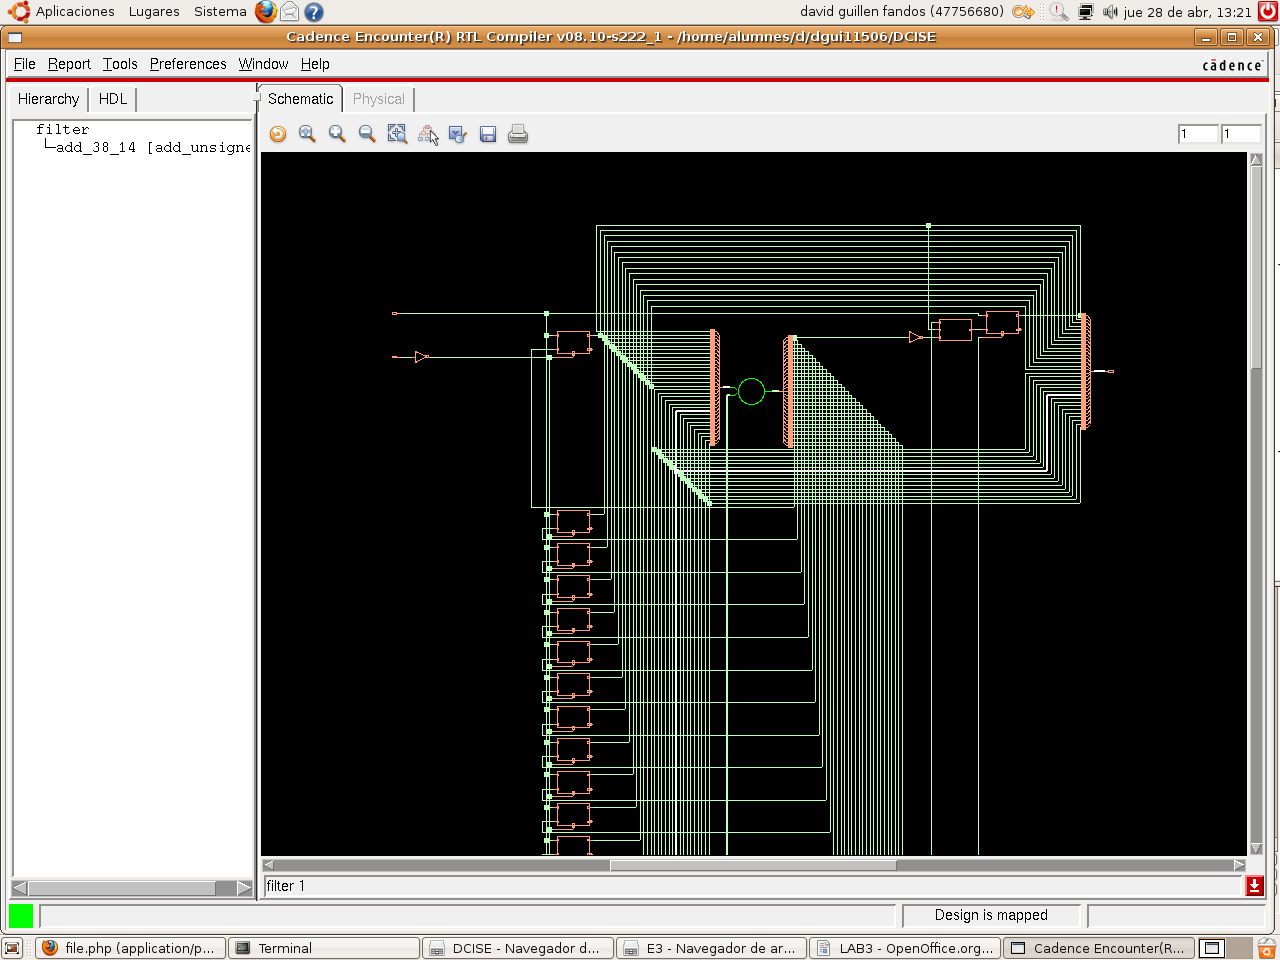 Aplicaciones Lugares Sistema david guillen fandos (47756680) jue 28 de abr, 13:21
Cadence Encounter(R) RTL Compiler v08.10-s222_1 - /home/alumnes/d/dgui11506/DCISE
File Report Tools Preferences Window Help cādence
Hierarchy HDL Schematic Physical
1 1
filter
add_38_14 [add_unsigne
filter 1
Design is mapped
file.php (application/p... Terminal DCISE - Navegador d... E3 - Navegador de ar... LAB3 - OpenOffice.org... Cadence Encounter(R...